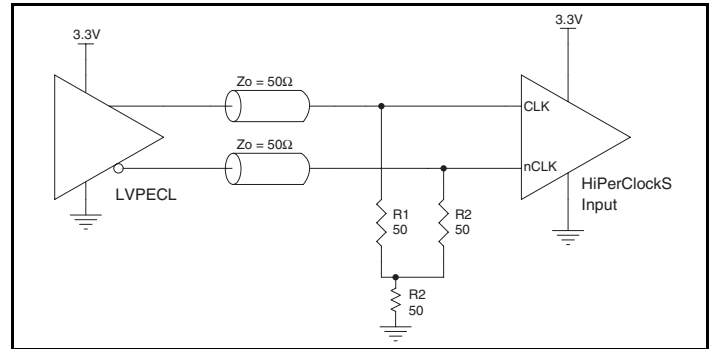 3.3V
3.3V
Zo = 50Ω
CLK
Zo = 50Ω
nCLK
LVPECL
HiPerClockS
Input
R1
50
R2
50
R2
50